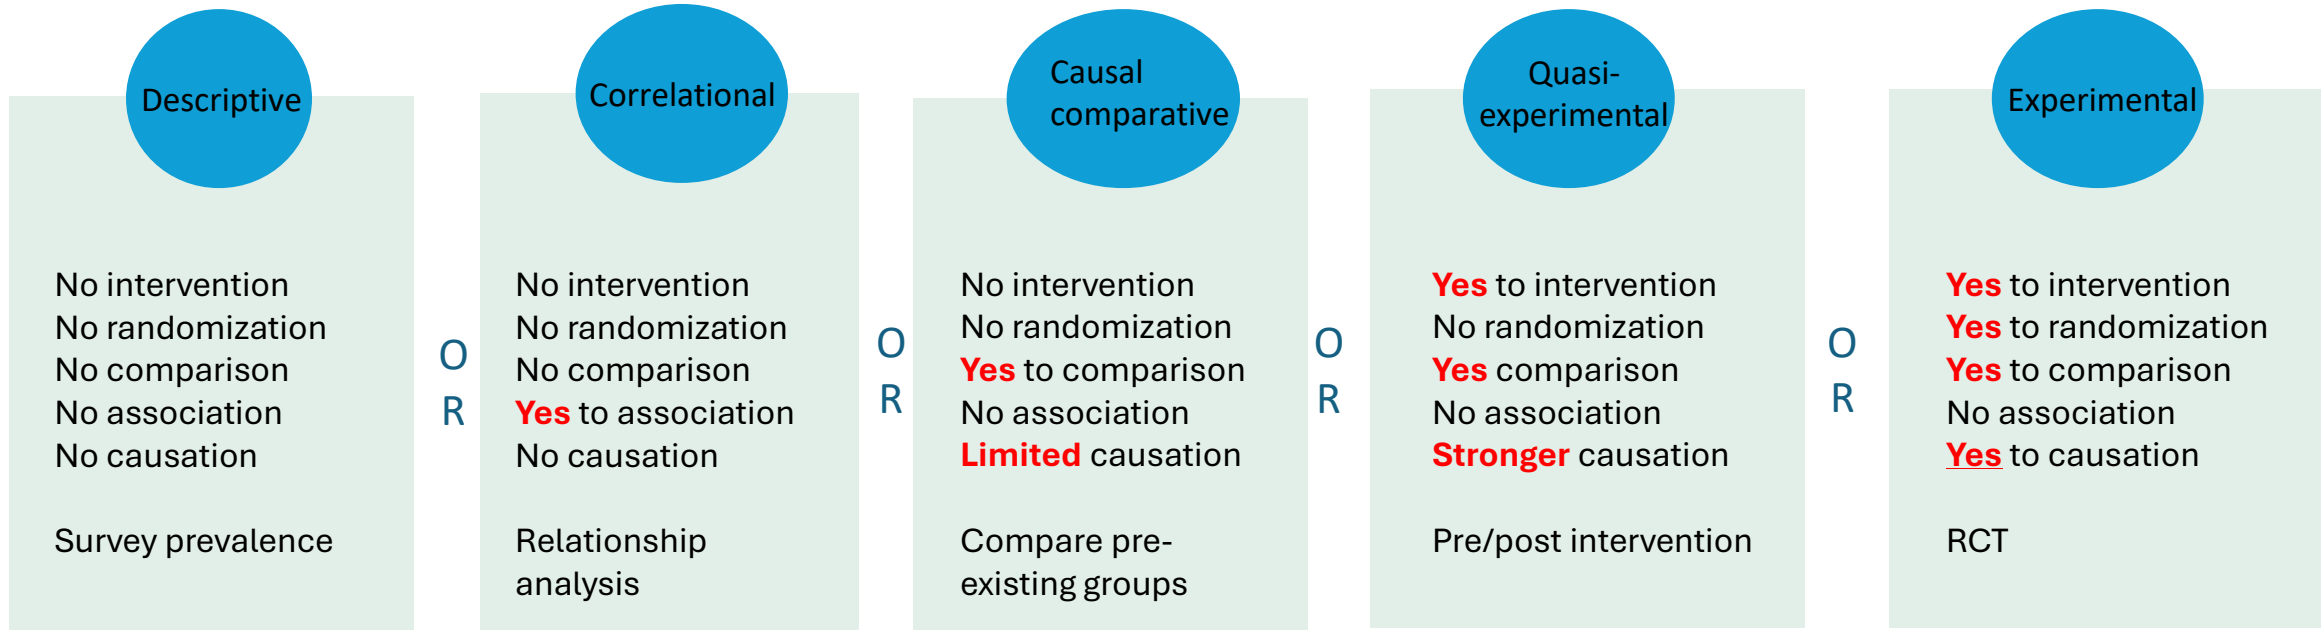 Descriptive
No intervention
No randomization
No comparison
No association
No causation
Survey prevalence
O
R
Correlational
No intervention
No randomization
No comparison
Yes to association
No causation
Relationship
analysis
O
R
Causal
comparative
No intervention
No randomization
Yes to comparison
No association
Limited causation
Compare pre-
existing groups
O
R
Quasi-
experimental
Yes to intervention
No randomization
Yes comparison
No association
Stronger causation
Pre/post intervention
O
R
Experimental
Yes to intervention
Yes to randomization
Yes to comparison
No association
Yes to causation
RCT